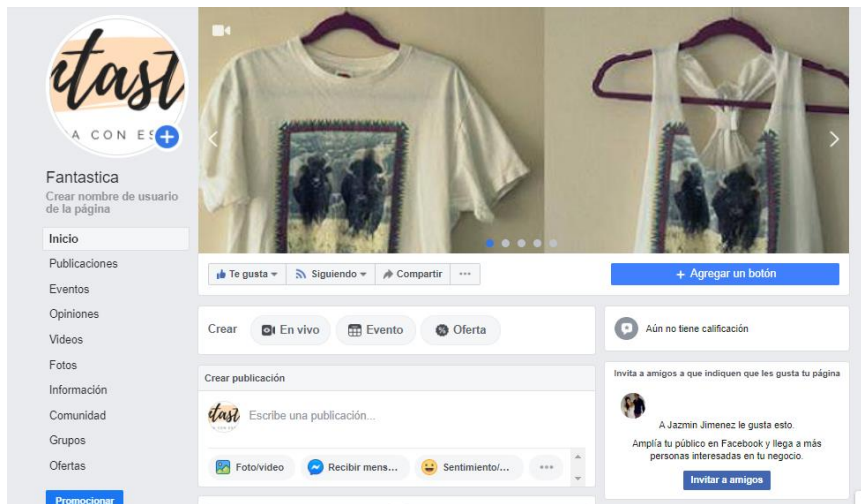 ntast
A CON ES
Fantastica
Crear nombre de usuario
de la página
Inicio
Publicaciones
Eventos
Opiniones
Videos
Fotos
Información
Comunidad
Grupos
Ofertas
Promocionar
Te gusta
Siguiendo
Compartir
+ Agregar un botón
Crear
En vivo
Evento
Oferta
Aún no tiene calificación
Crear publicación
Escribe una publicación...
Foto/video
Recibir mens...
Sentimiento/...
Invita a amigos a que indiquen que les gusta tu página
A Jazmin Jimenez le gusta esto.
Amplía tu público en Facebook y llega a más
personas interesadas en tu negocio.
Invitar a amigos